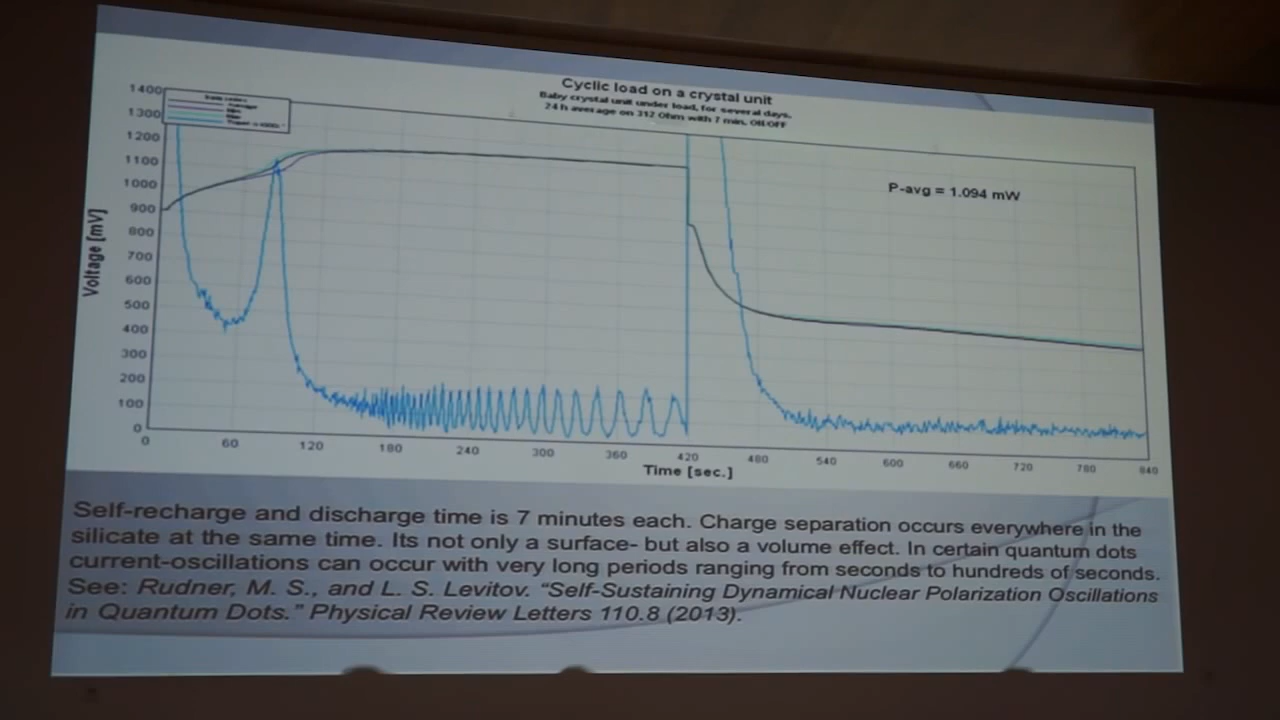 Cyclic load on a crystal unit
Baby crystal unit under load, for several days.
24 h average on 312 Ohm with 7 min. ON/OFF
Average
Max
P-avg = 1.094 mW
Voltage [mV]
1400
1300
1200
1100
1000
900
800
700
600
500
400
300
200
100
0
0 60 120 180 240 300 360 420 480 540 600 660 720 780 840
Time [sec.]
Self-recharge and discharge time is 7 minutes each. Charge separation occurs everywhere in the
silicate at the same time. Its not only a surface- but also a volume effect. In certain quantum dots
current-oscillations can occur with very long periods ranging from seconds to hundreds of seconds.
See: Rudner, M. S., and L. S. Levitov. “Self-Sustaining Dynamical Nuclear Polarization Oscillations
in Quantum Dots.” Physical Review Letters 110.8 (2013).